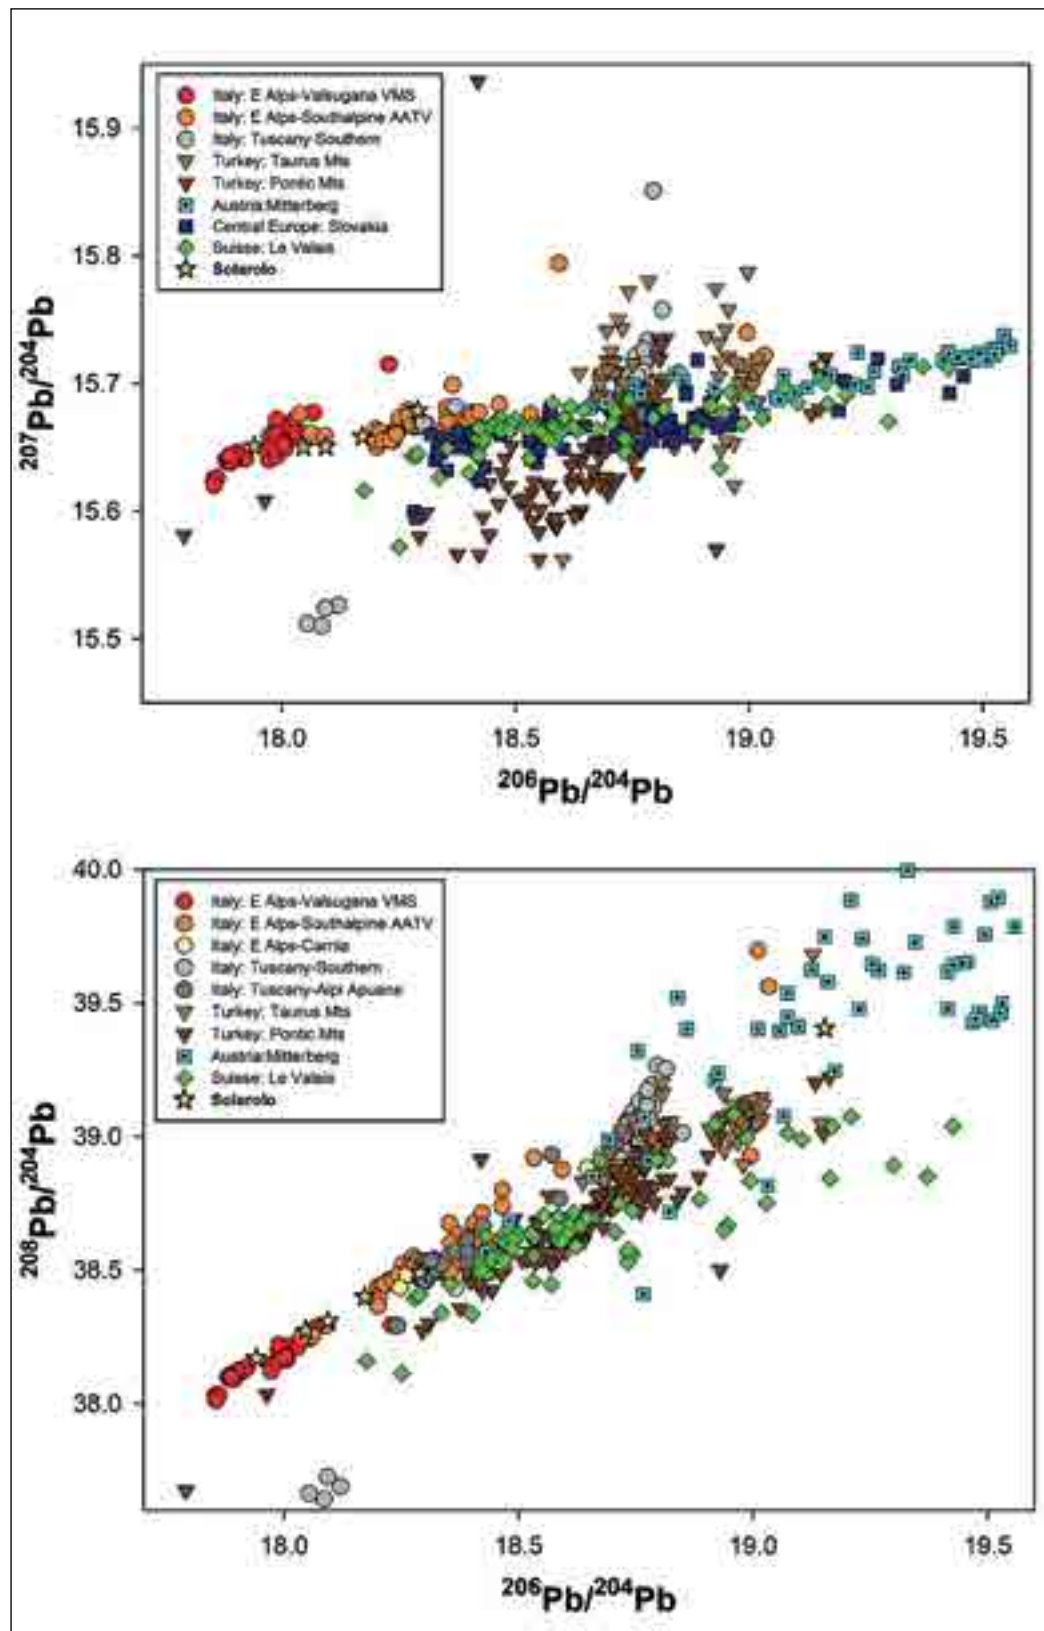 Italy: E Alps-Valsugana VMS
Italy: E Alps-Southalpine AATV
Italy: Tuscany-Southern
Turkey: Taurus Mts
Turkey: Pontic Mts
Austria:Mitterberg
Central Europe: Slovakia
Suisse: Le Valais
Solarolo
15.9
15.8
15.7
15.6
15.5
207Pb/204Pb
18.0 18.5 19.0 19.5
206Pb/204Pb
Italy: E Alps-Valsugana VMS
Italy: E Alps-Southalpine AATV
Italy: E Alps-Carnia
Italy: Tuscany-Southern
Italy: Tuscany-Alpi Apuane
Turkey: Taurus Mts
Turkey: Pontic Mts
Austria:Mitterberg
Suisse: Le Valais
Solarolo
40.0
39.5
39.0
38.5
38.0
208Pb/204Pb
18.0 18.5 19.0 19.5
206Pb/204Pb